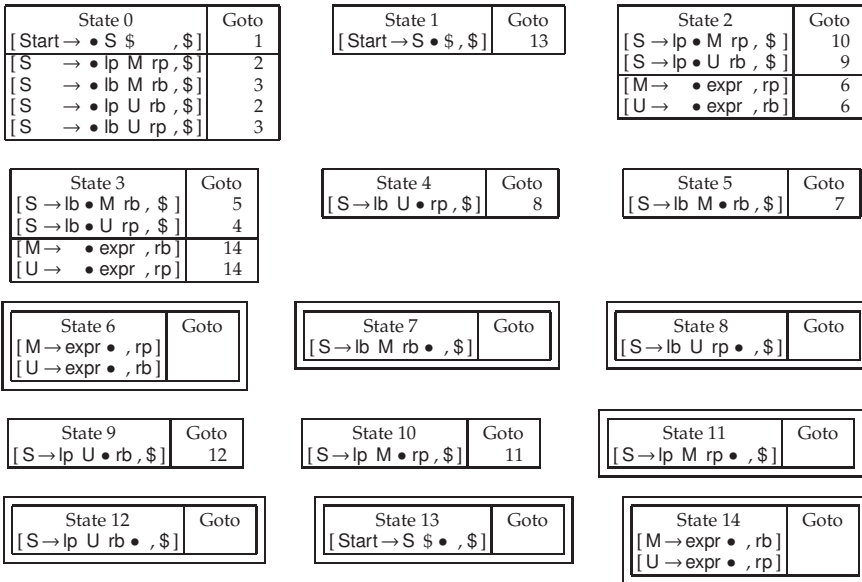 State 0 Goto
[Start → • S $ , $] 1
[S → • lp M rp , $] 2
[S → • lb M rb , $] 3
[S → • lp U rb , $] 2
[S → • lb U rp , $] 3
State 1 Goto
[Start → S • $ , $] 13
State 2 Goto
[S → lp • M rp , $] 10
[S → lp • U rb , $] 9
[M → • expr , rp] 6
[U → • expr , rb] 6
State 3 Goto
[S → lb • M rb , $] 5
[S → lb • U rp , $] 4
[M → • expr , rb] 14
[U → • expr , rp] 14
State 4 Goto
[S → lb U • rp , $] 8
State 5 Goto
[S → lb M • rb , $] 7
State 6 Goto
[M → expr • , rp]
[U → expr • , rb]
State 7 Goto
[S → lb M rb • , $]
State 8 Goto
[S → lb U rp • , $]
State 9 Goto
[S → lp U • rb , $] 12
State 10 Goto
[S → lp M • rp , $] 11
State 11 Goto
[S → lp M rp • , $]
State 12 Goto
[S → lp U rb • , $]
State 13 Goto
[Start → S $ • , $]
State 14 Goto
[M → expr • , rb]
[U → expr • , rp]